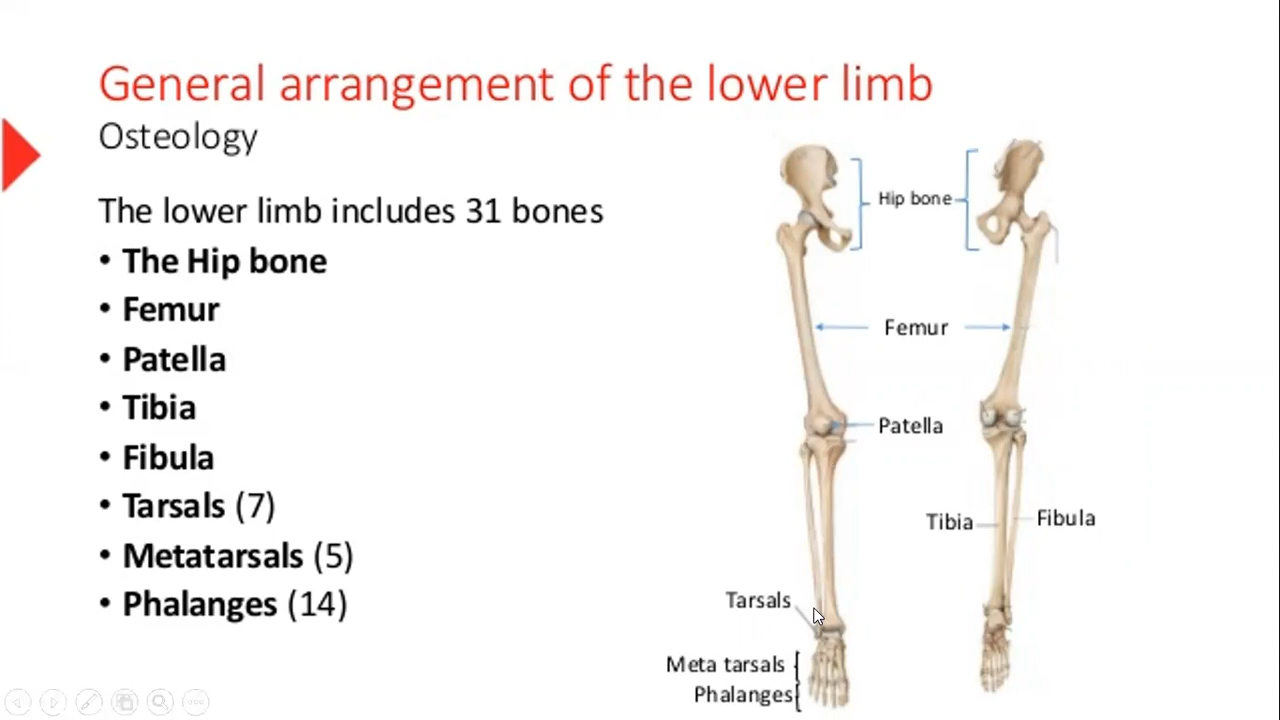 General arrangement of the lower limb
Osteology
The lower limb includes 31 bones
• The Hip bone
• Femur
• Patella
• Tibia
• Fibula
• Tarsals (7)
• Metatarsals (5)
• Phalanges (14)
Hip bone
Femur
Patella
Tibia
Fibula
Tarsals
Meta tarsals
Phalanges